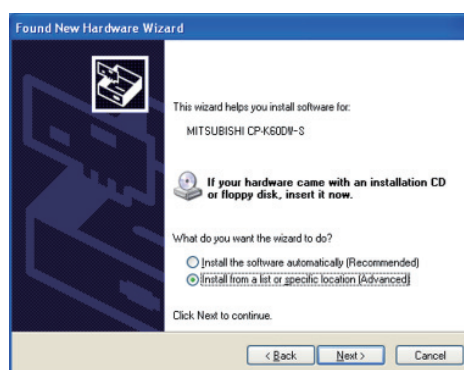 Found New Hardware Wizard
This wizard helps you install software for:
MITSUBISHI CP-K60DW-S
If your hardware came with an installation CD
or floppy disk, insert it now.
What do you want the wizard to do?
Install the software automatically (Recommended)
Install from a list or specific location (Advanced)
Click Next to continue.
< Back
Next >
Cancel